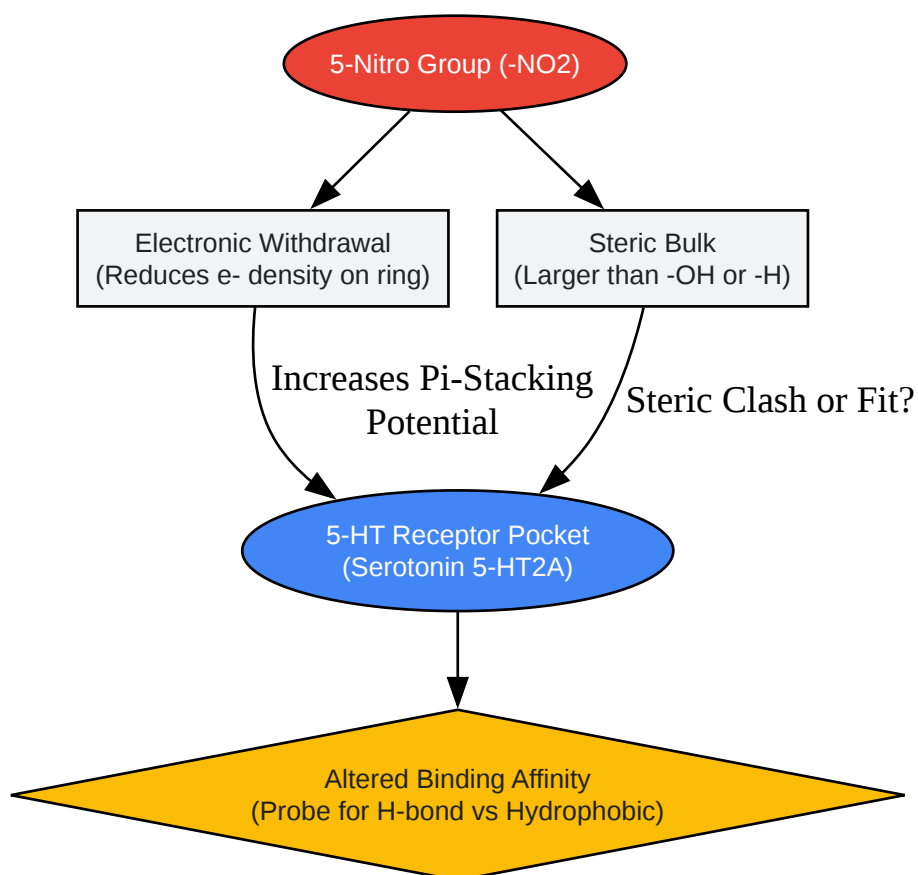 5-Nitro Group (-NO2)
Electronic Withdrawal
(Reduces e- density on ring)
Steric Bulk
(Larger than -OH or -H)
Increases Pi-Stacking
Potential
Steric Clash or Fit?
5-HT Receptor Pocket
(Serotonin 5-HT2A)
Altered Binding Affinity
(Probe for H-bond vs Hydrophobic)